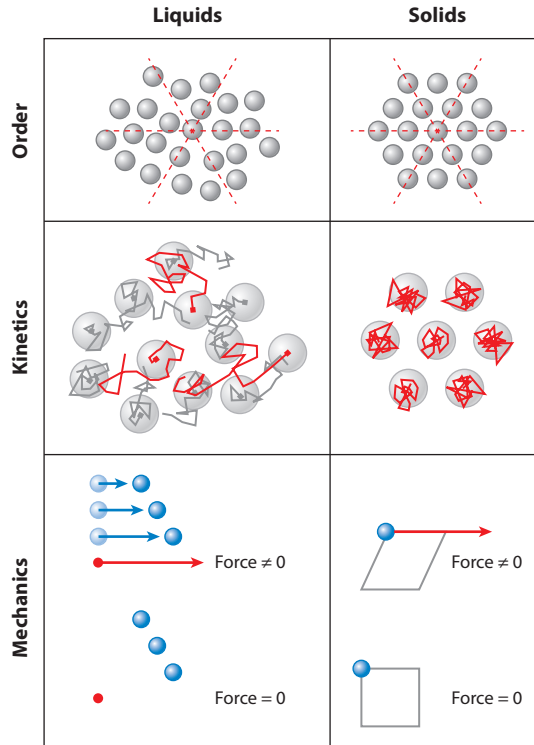 Liquids
Solids
Order
Kinetics
Mechanics
Force ≠ 0
Force ≠ 0
Force = 0
Force = 0